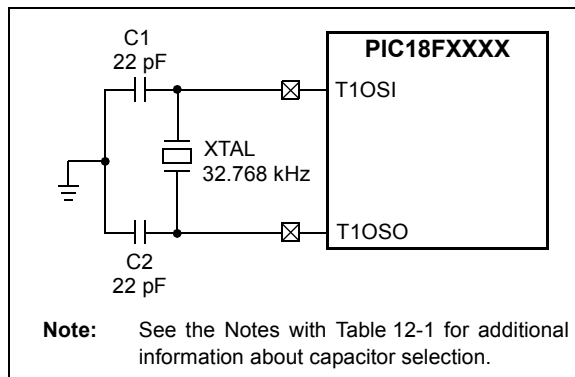 C1
22 pF
PIC18FXXXX
T1OSI
XTAL
32.768 kHz
T1OSO
C2
22 pF
Note: See the Notes with Table 12-1 for additional
information about capacitor selection.